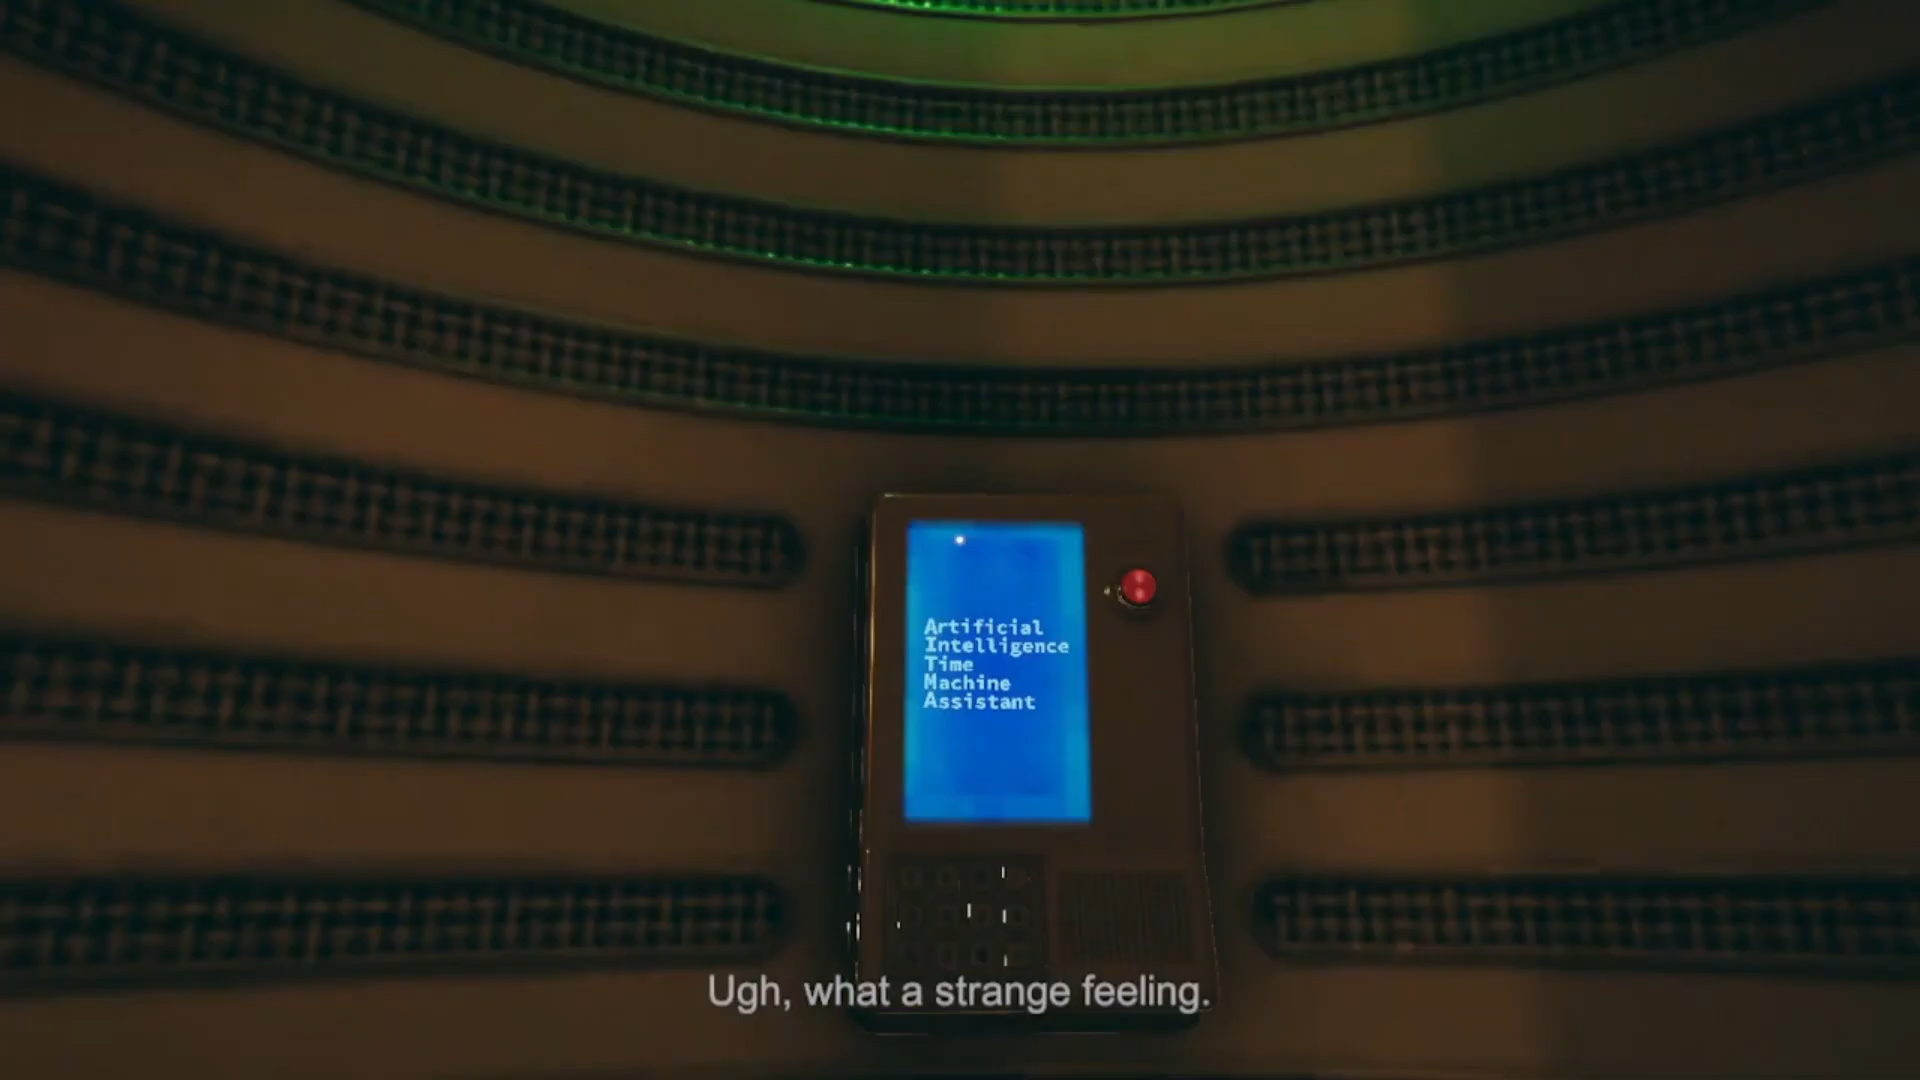 Artificial
Intelligence
Time
Machine
Assistant
Ugh, what a strange feeling.